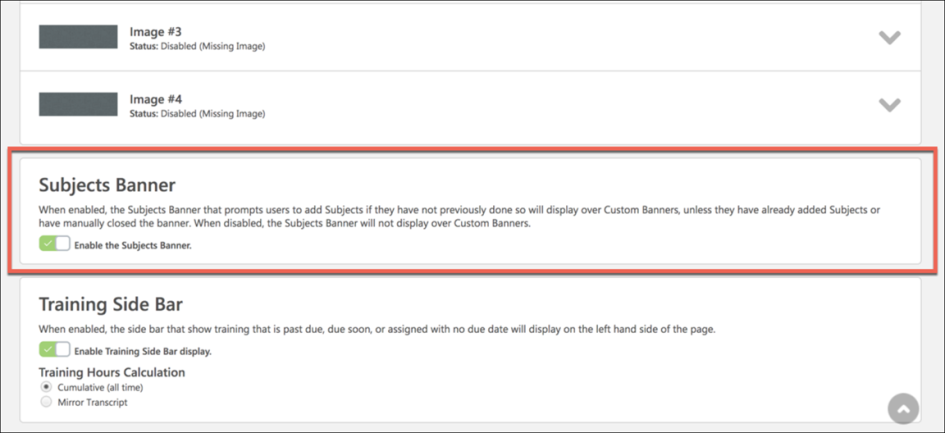 Image #3
Status: Disabled (Missing Image)
Image #4
Status: Disabled (Missing Image)
Subjects Banner
When enabled, the Subjects Banner that prompts users to add Subjects if they have not previously done so will display over Custom Banners, unless they have already added Subjects or
have manually closed the banner. When disabled, the Subjects Banner will not display over Custom Banners.
Enable the Subjects Banner.
Training Side Bar
When enabled, the side bar that show training that is past due, due soon, or assigned with no due date will display on the left hand side of the page.
Enable Training Side Bar display.
Training Hours Calculation
Cumulative (all time)
Mirror Transcript